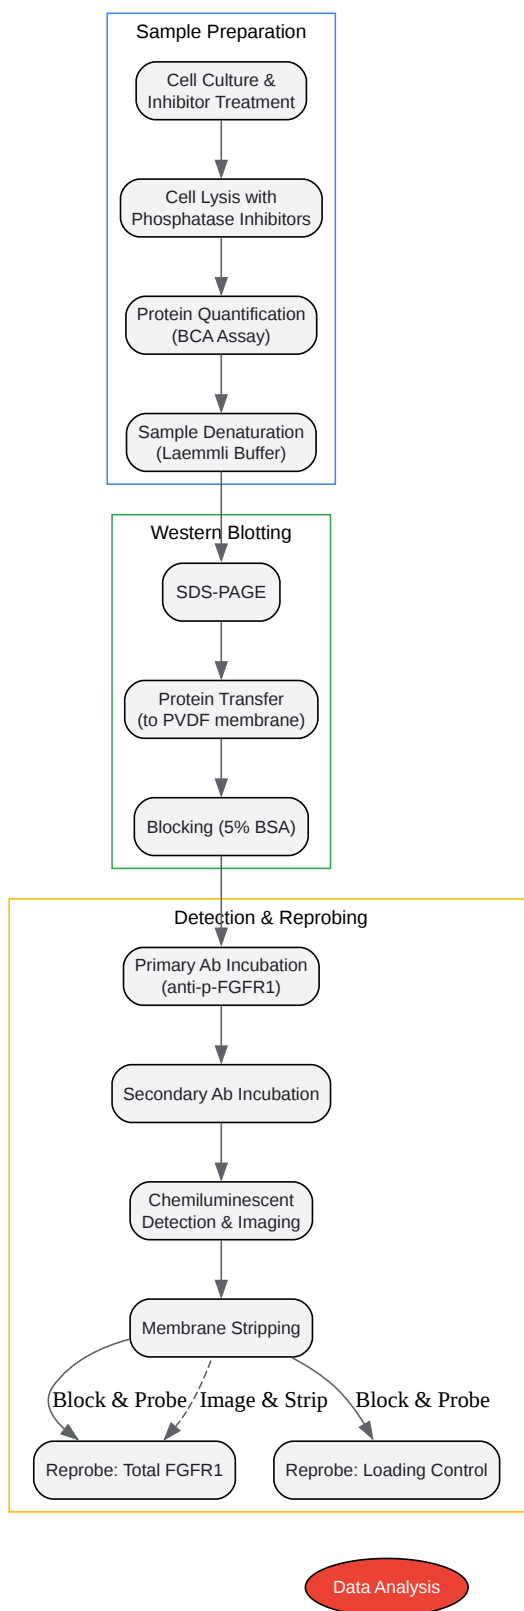 Sample Preparation
Cell Culture &
Inhibitor Treatment
Cell Lysis with
Phosphatase Inhibitors
Protein Quantification
(BCA Assay)
Sample Denaturation
(Laemmli Buffer)
Western Blotting
SDS-PAGE
Protein Transfer
(to PVDF membrane)
Blocking (5% BSA)
Detection & Reprobing
Primary Ab Incubation
(anti-p-FGFR1)
Secondary Ab Incubation
Chemiluminescent
Detection & Imaging
Membrane Stripping
Block & Probe
Image & Strip
Block & Probe
Reprobe: Total FGFR1
Reprobe: Loading Control
Data Analysis